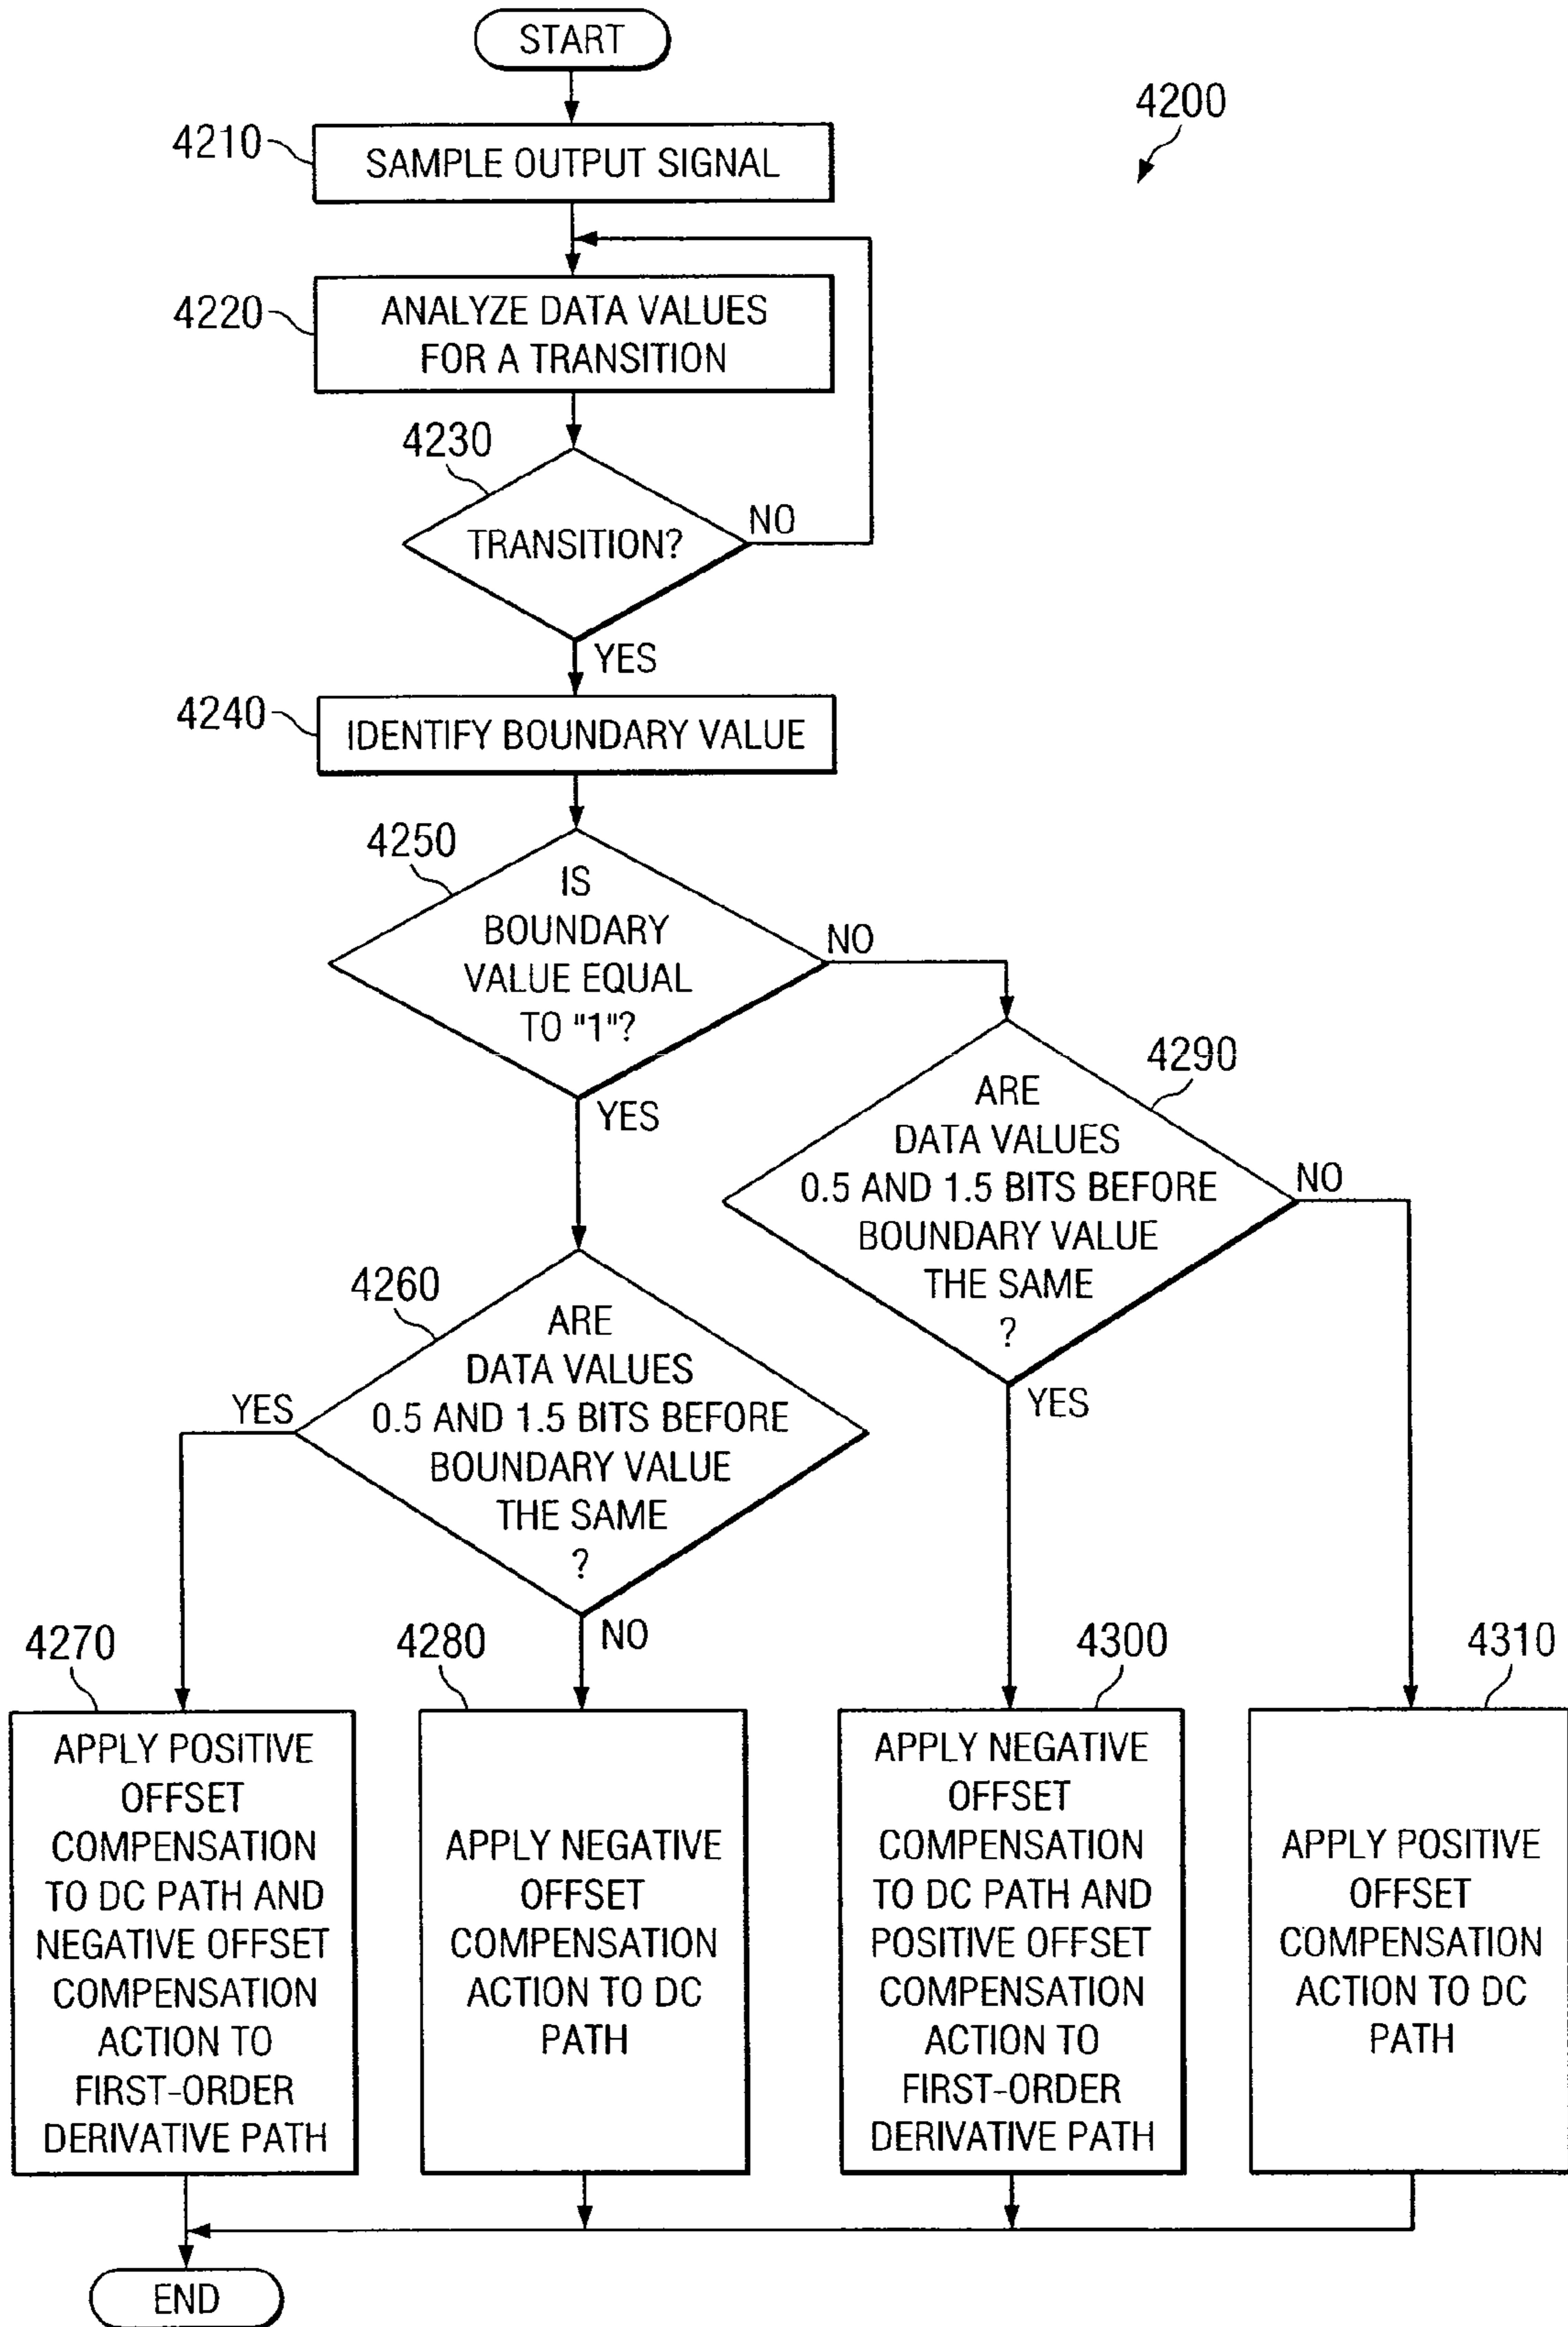 START
4200
4210
SAMPLE OUTPUT SIGNAL
4220
ANALYZE DATA VALUES
FOR A TRANSITION
4230
TRANSITION?
NO
YES
4240
IDENTIFY BOUNDARY VALUE
4250
IS
BOUNDARY
VALUE EQUAL
TO "1"?
NO
YES
4290
ARE
DATA VALUES
0.5 AND 1.5 BITS BEFORE
BOUNDARY VALUE
THE SAME
?
NO
YES
4260
ARE
DATA VALUES
0.5 AND 1.5 BITS BEFORE
BOUNDARY VALUE
THE SAME
?
YES
NO
4270
APPLY POSITIVE
OFFSET
COMPENSATION
TO DC PATH AND
NEGATIVE OFFSET
COMPENSATION
ACTION TO
FIRST-ORDER
DERIVATIVE PATH
4280
APPLY NEGATIVE
OFFSET
COMPENSATION
ACTION TO DC
PATH
4300
APPLY NEGATIVE
OFFSET
COMPENSATION
TO DC PATH AND
POSITIVE OFFSET
COMPENSATION
ACTION TO
FIRST-ORDER
DERIVATIVE PATH
4310
APPLY POSITIVE
OFFSET
COMPENSATION
ACTION TO DC
PATH
END